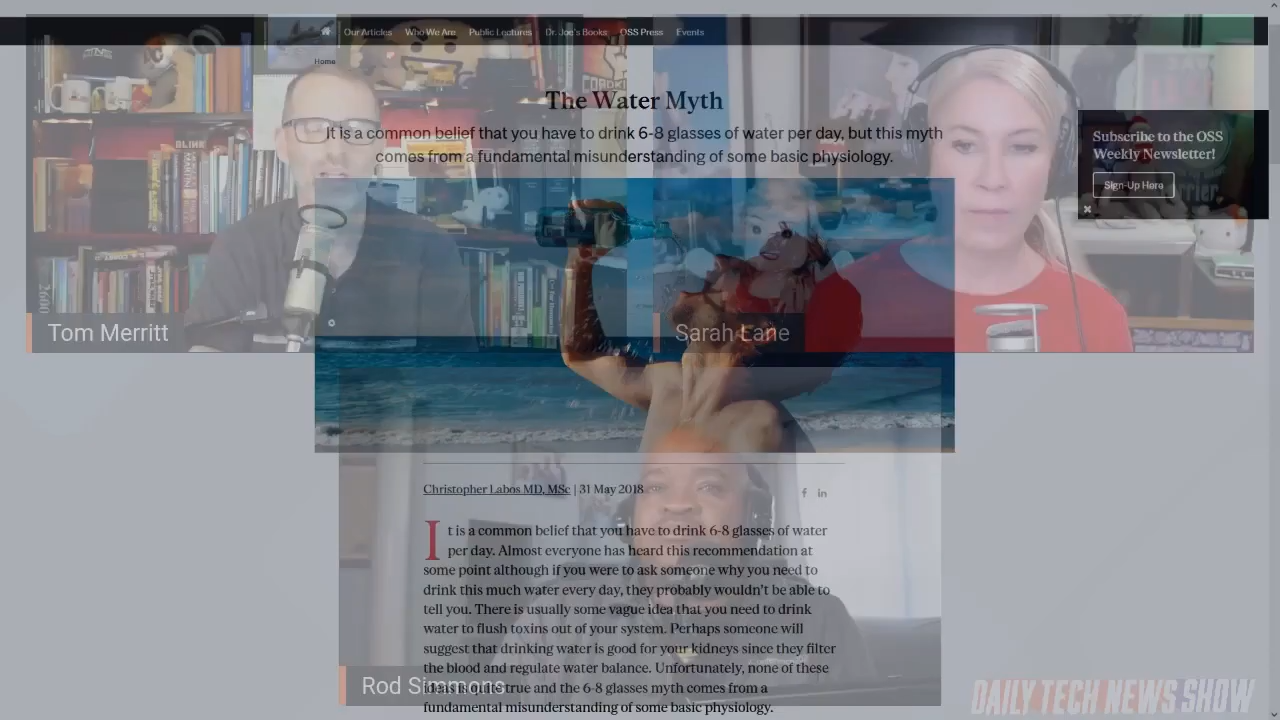 Our Articles Who We Are Public Lectures Dr. Joe's Books OSS Press Events
Home
The Water Myth
It is a common belief that you have to drink 6-8 glasses of water per day, but this myth
comes from a fundamental misunderstanding of some basic physiology.
Subscribe to the OSS
Weekly Newsletter!
Sign-Up Here
Tom Merritt
Sarah Lane
Christopher Labos MD, MSc | 31 May 2018
It is a common belief that you have to drink 6-8 glasses of water
per day. Almost everyone has heard this recommendation at
some point although if you were to ask someone why you need to
drink this much water every day, they probably wouldn't be able to
tell you. There is usually some vague idea that you need to drink
water to flush toxins out of your system. Perhaps someone will
suggest that drinking water is good for your kidneys since they filter
the blood and regulate water balance. Unfortunately, none of these
ideas is quite true and the 6-8 glasses myth comes from a
fundamental misunderstanding of some basic physiology.
Rod Simmons
DAILY TECH NEWS SHOW
2600
BLINK